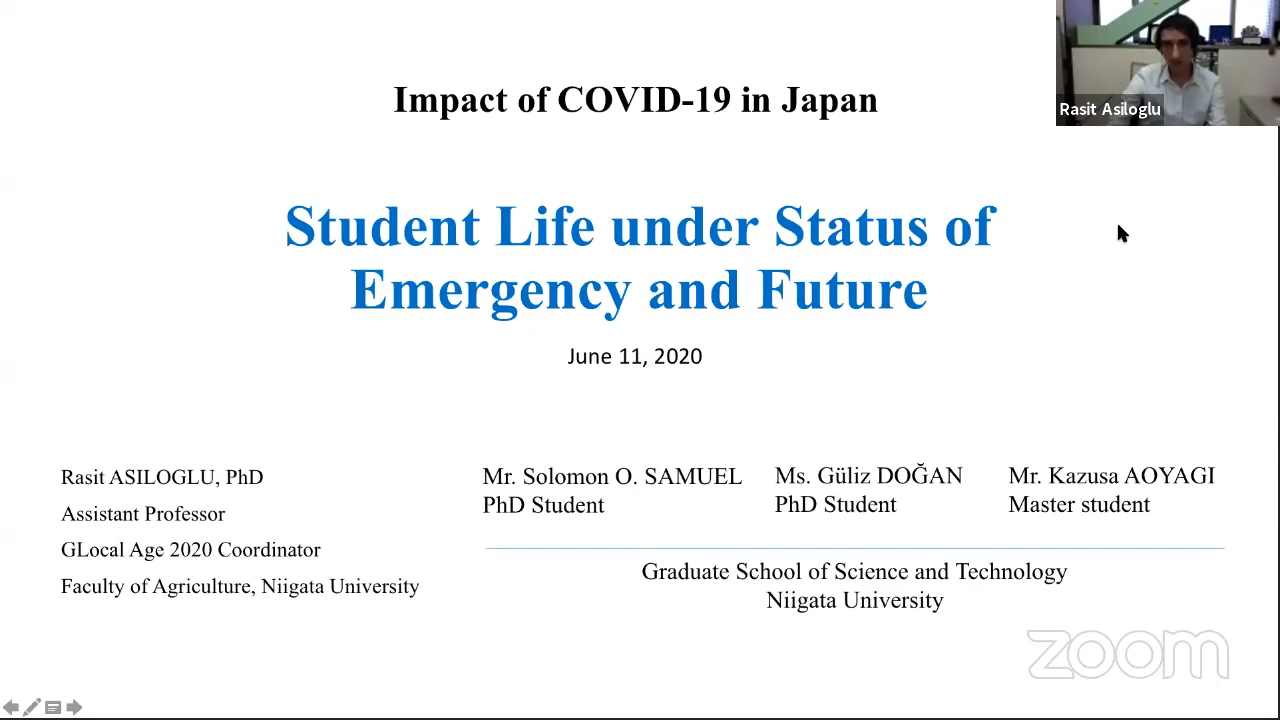 Impact of COVID-19 in Japan
Rasit Asiloglu
Student Life under Status of
Emergency and Future
June 11, 2020
Rasit ASILOGLU, PhD
Assistant Professor
GLocal Age 2020 Coordinator
Faculty of Agriculture, Niigata University
Mr. Solomon O. SAMUEL
PhD Student
Ms. Güliz DOĞAN
PhD Student
Mr. Kazusa AOYAGI
Master student
Graduate School of Science and Technology
Niigata University
zoom